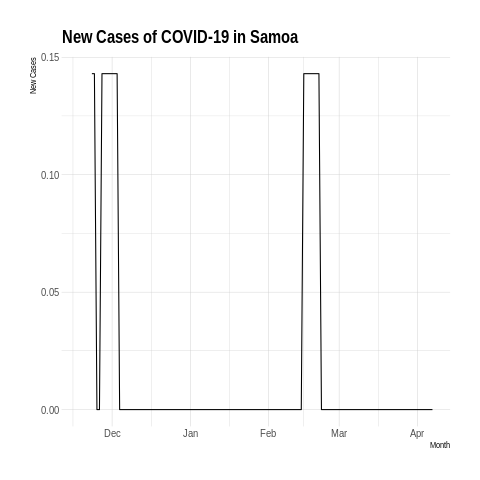 New Cases of COVID-19 in Samoa
New Cases
0.15
0.10
0.05
0.00
Dec Jan Feb Mar Apr
Month